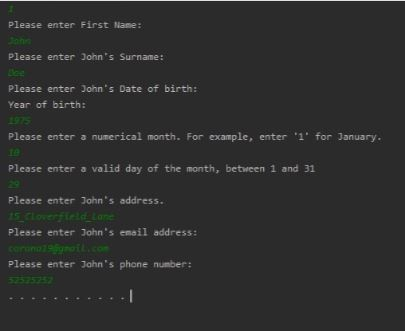 1
Please enter First Name:
John
Please enter John's Surname:
Doe
Please enter John's Date of birth:
Year of birth:
1975
Please enter a numerical month. For example, enter '1' for January.
10
Please enter a valid day of the month, between 1 and 31
29
Please enter John's address.
15_Cloverfield_Lane
Please enter John's email address:
corona19@gmail.com
Please enter John's phone number:
52525252
. . . . . . . . . . .